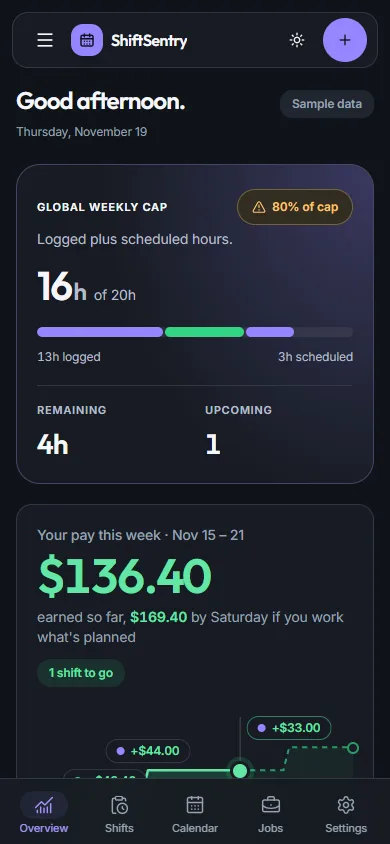 ShiftSentry
Good afternoon.
Sample data
Thursday, November 19
GLOBAL WEEKLY CAP
80% of cap
Logged plus scheduled hours.
16h of 20h
13h logged
3h scheduled
REMAINING
UPCOMING
4h
1
Your pay this week · Nov 15 – 21
$136.40
earned so far, $169.40 by Saturday if you work
what's planned
1 shift to go
+$33.00
+$44.00
Overview
Shifts
Calendar
Jobs
Settings